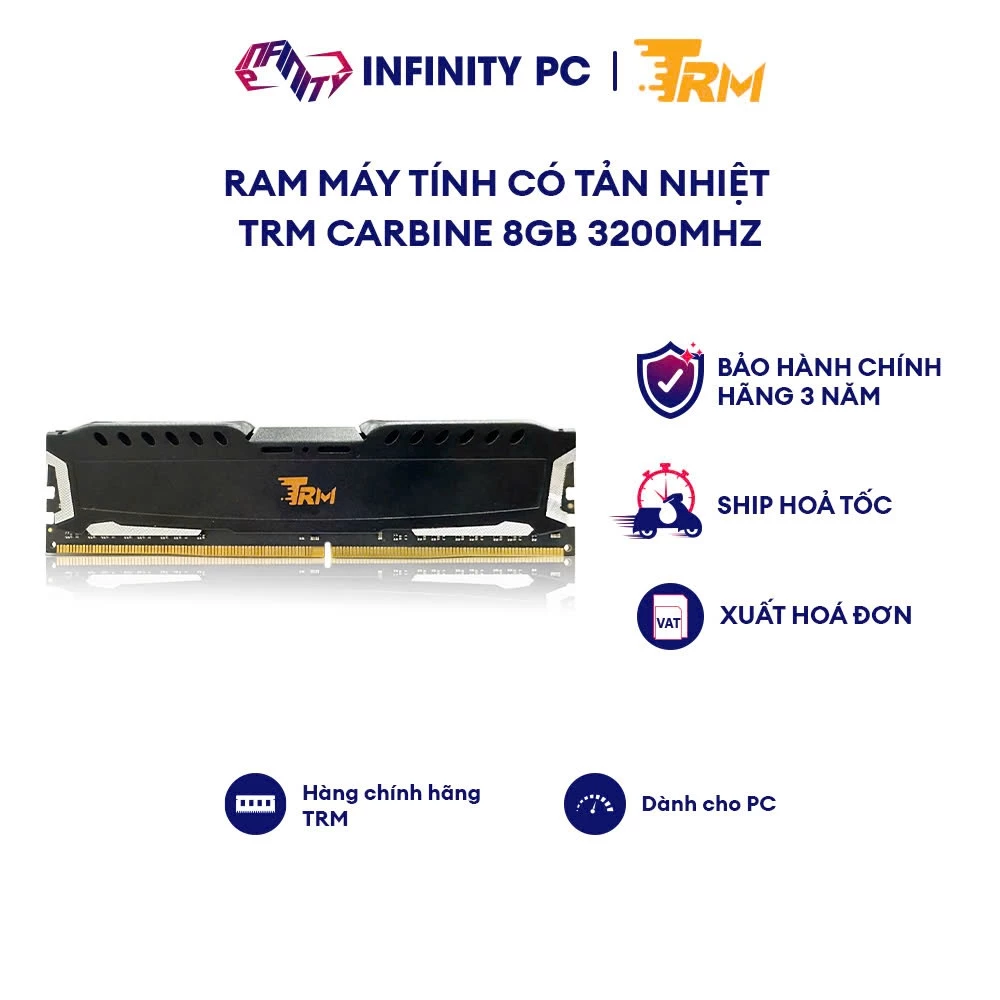 INFINITY PC | TRM
RAM MÁY TÍNH CÓ TẢN NHIỆT
TRM CARBINE 8GB 3200MHZ
BẢO HÀNH CHÍNH
HÃNG 3 NĂM
TRM
SHIP HOẢ TỐC
VAT
XUẤT HOÁ ĐƠN
Hàng chính hãng
TRM
Dành cho PC